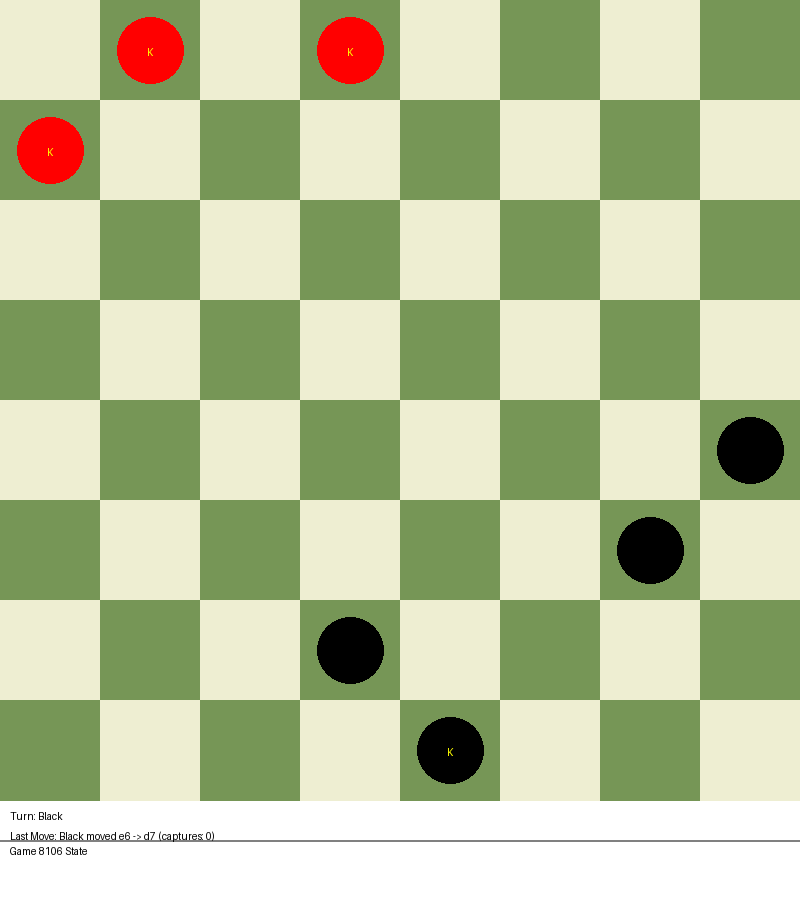 K K
K
K
Turn: Black
Last Move: Black moved e6 -> d7 (captures: 0)
Game 8106 State